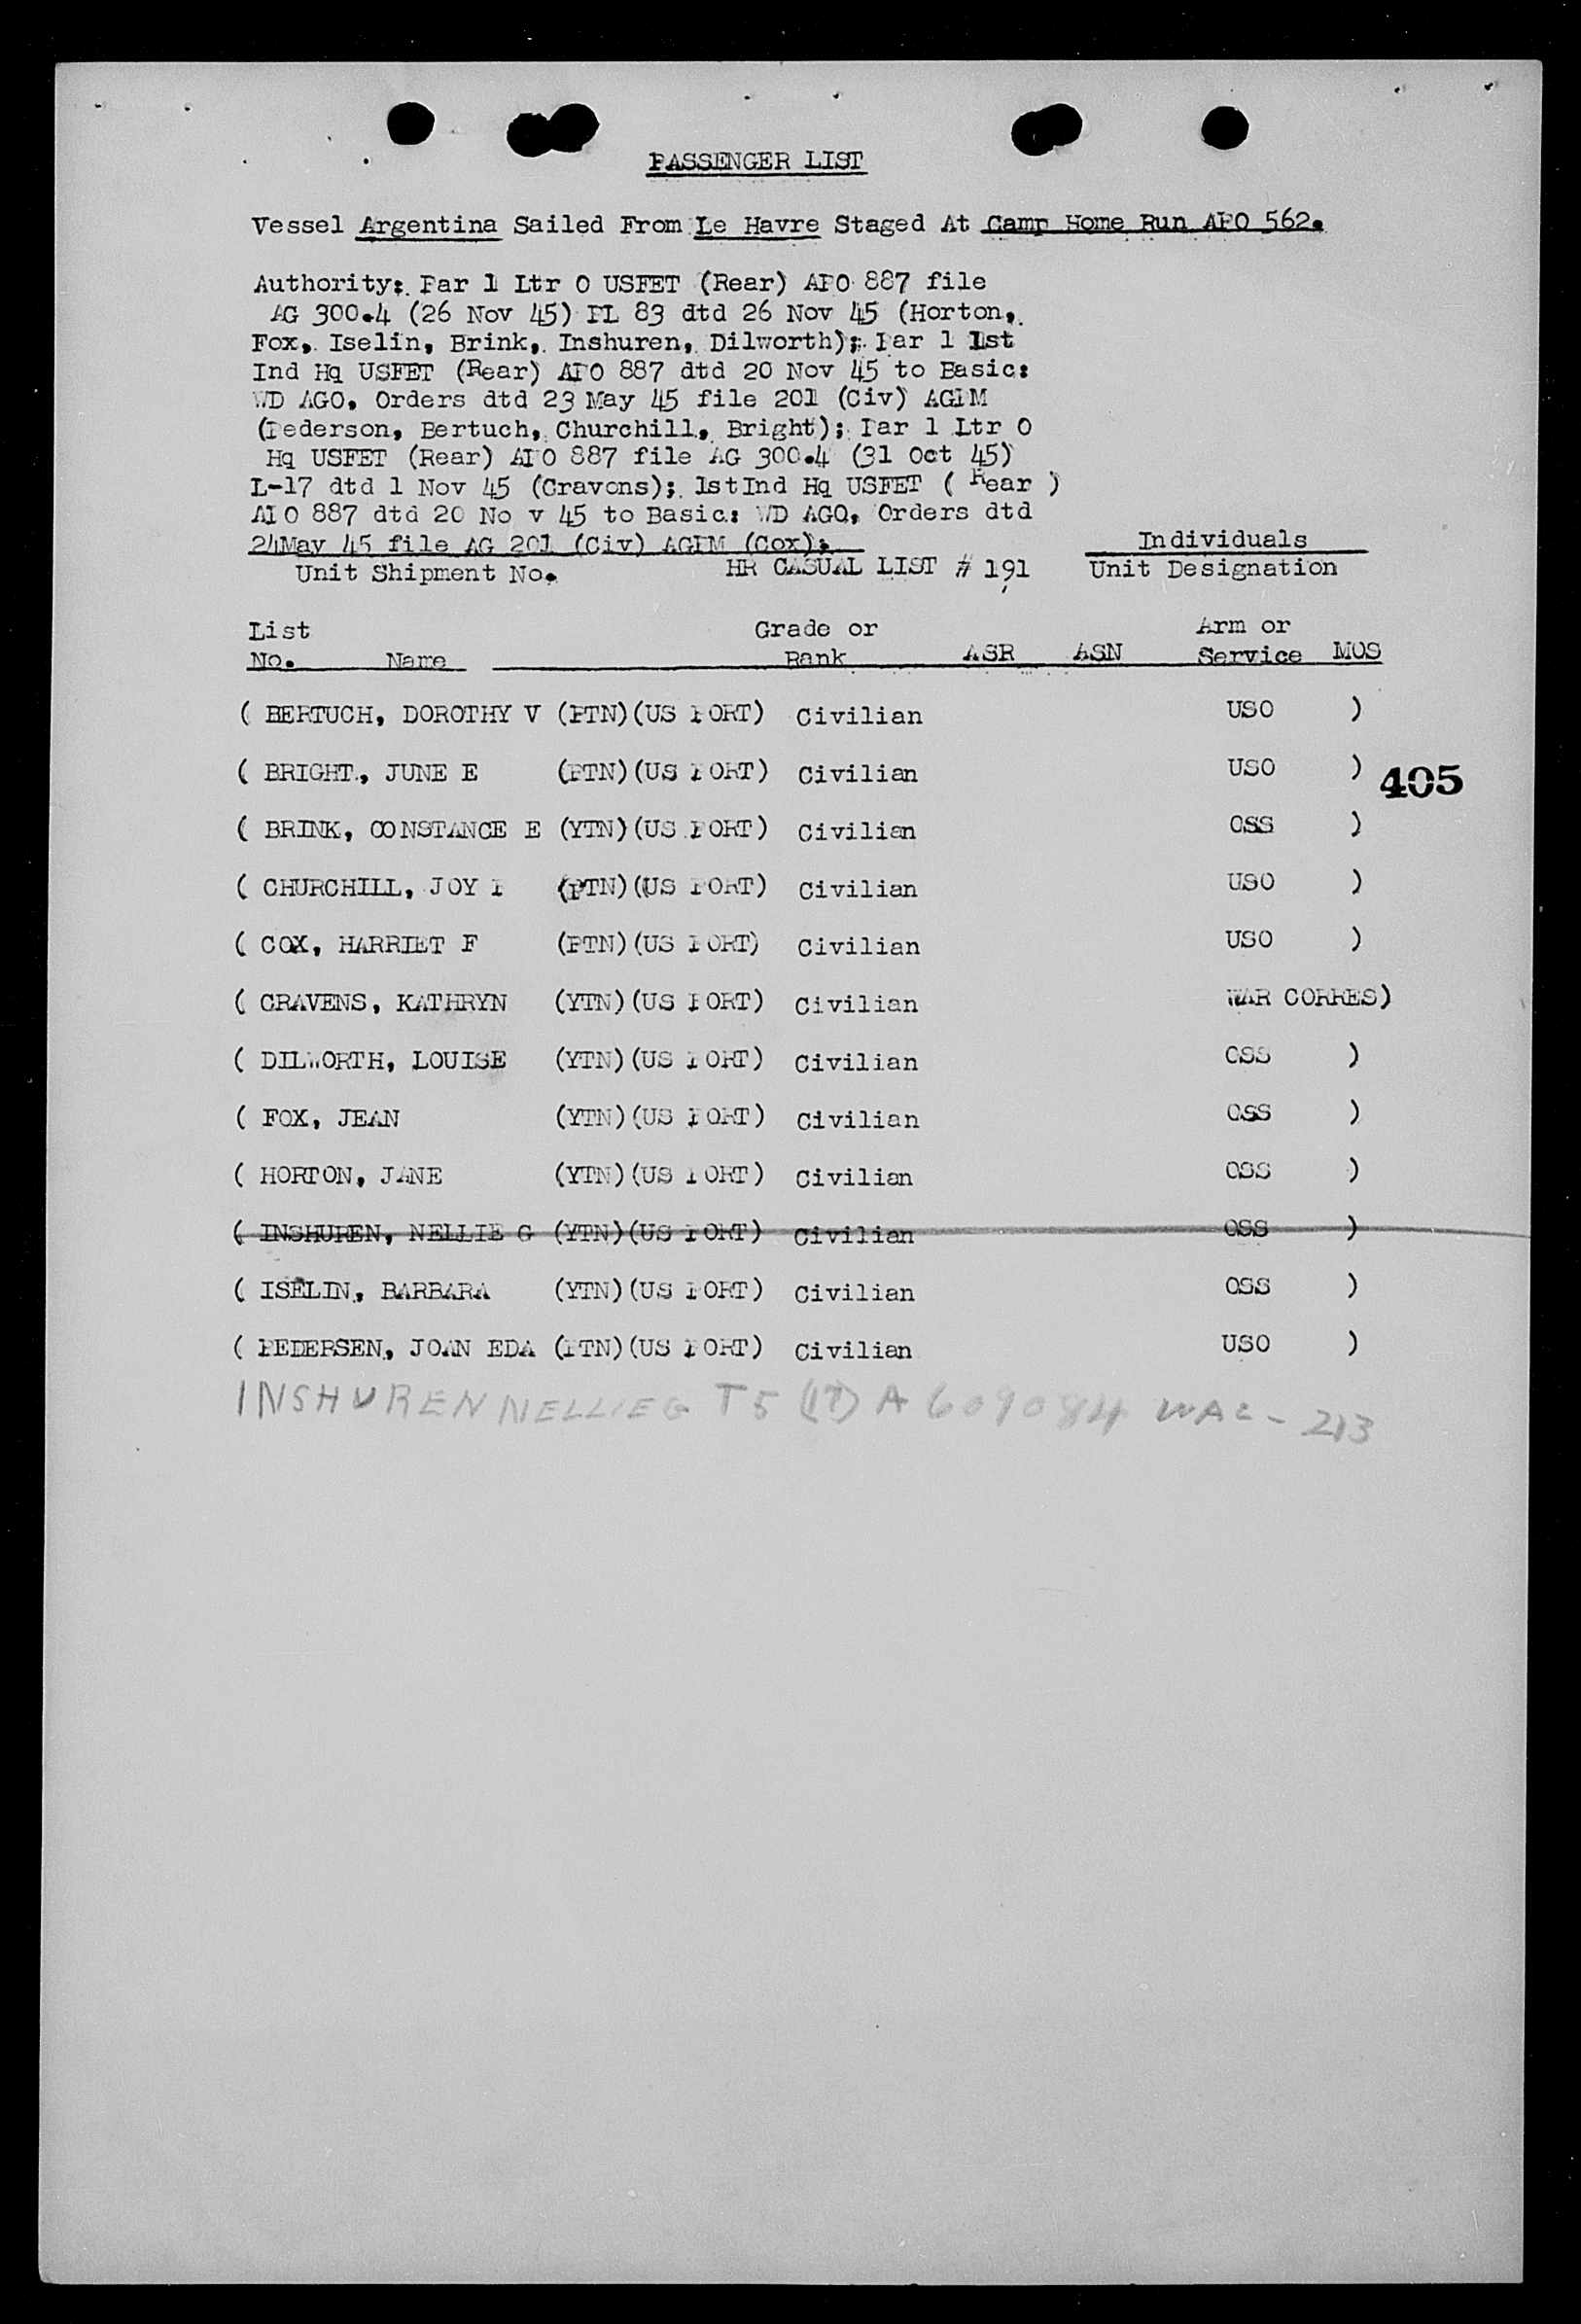 PASSENGER LIST
Vessel Argentina Sailed From Le Havre Staged At Camp Home Run APO 562.
Authority: Par 1 Ltr O USFET (Rear) APO 887 file
AG 300.4 (26 Nov 45) PL 83 dtd 26 Nov 45 (Horton,
Fox, Iselin, Brink, Inshuren, Dilworth); Par 1 1st
Ind Hq USFET (Rear) APO 887 dtd 20 Nov 45 to Basic:
WD AGO, Orders dtd 23 May 45 file 201 (Civ) AGPM
(Pederson, Bertuch, Churchill, Bright); Par 1 Ltr O
Hq USFET (Rear) APO 887 file AG 300.4 (31 Oct 45)
L-17 dtd 1 Nov 45 (Cravons); 1stInd Hq USFET ( Rear )
APO 887 dtd 20 No v 45 to Basic: WD AGO, Orders dtd
24May 45 file AG 201 (Civ) AGPM (Cox); Individuals
Unit Shipment No. HR CASUAL LIST # 191 Unit Designation
List Grade or Arm or
No. Name Rank ASR ASN Service MOS
( BERTUCH, DOROTHY V (PTN)(US PORT) Civilian USO )
( BRIGHT, JUNE E (PTN)(US PORT) Civilian USO ) 405
( BRINK, CONSTANCE E (YTN)(US PORT) Civilian OSS )
( CHURCHILL, JOY P (PTN)(US PORT) Civilian USO )
( COX, HARRIET F (PTN)(US PORT) Civilian USO )
( CRAVENS, KATHRYN (YTN)(US PORT) Civilian WAR CORRES)
( DILWORTH, LOUISE (YTN)(US PORT) Civilian OSS )
( FOX, JEAN (YTN)(US PORT) Civilian OSS )
( HORTON, JANE (YTN)(US PORT) Civilian OSS )
( INSHUREN, NELLIE G (YTN)(US PORT) Civilian OSS )
( ISELIN, BARBARA (YTN)(US PORT) Civilian OSS )
( PEDERSEN, JOAN EDA (PTN)(US PORT) Civilian USO )
INSHUREN NELLIE G T5 A 609084 WAC - 213